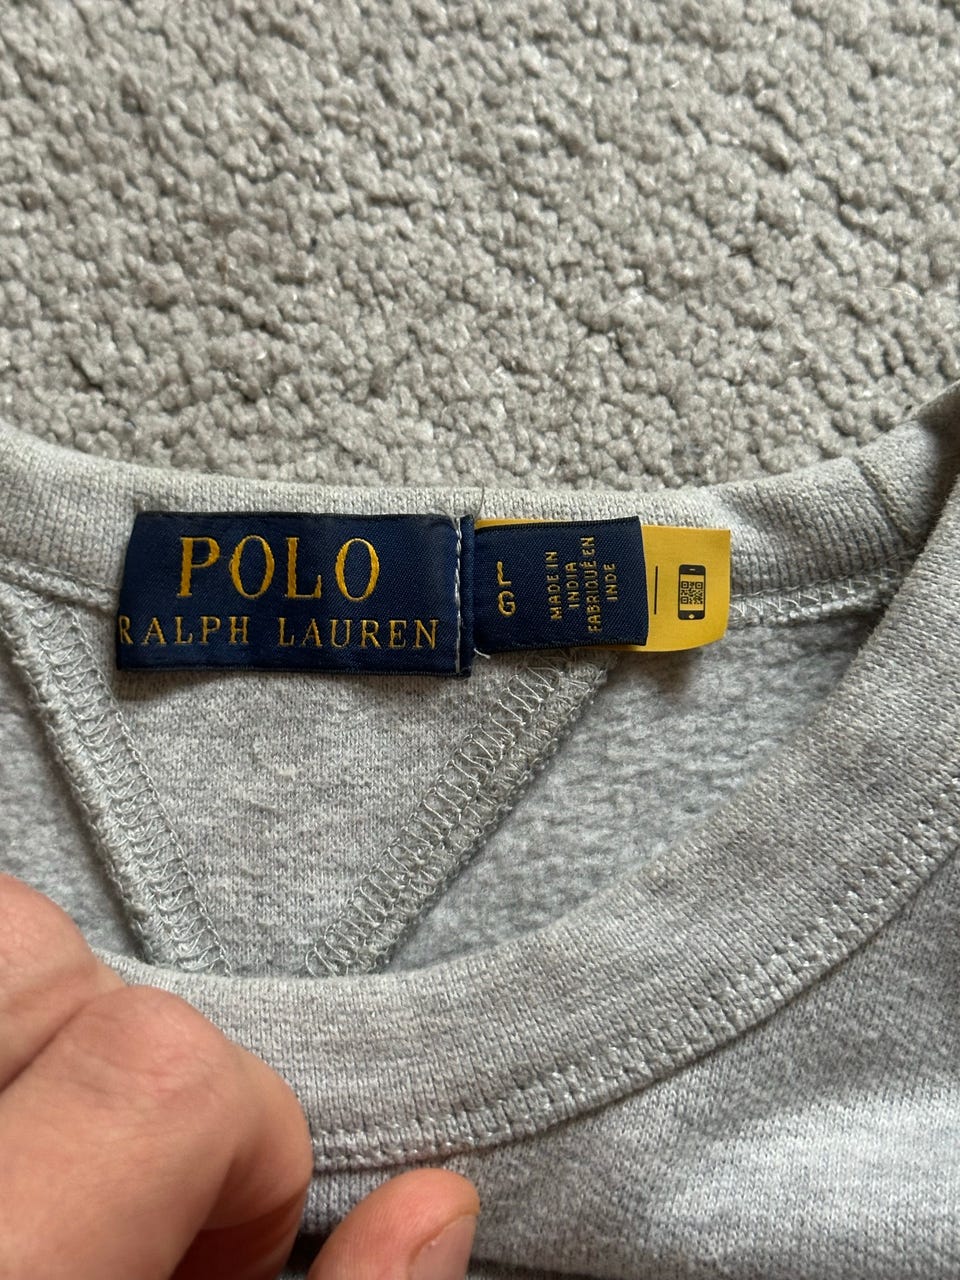 POLO
RALPH LAUREN
L
G
MADE IN
INDIA
FABRIQUÉ EN
INDE